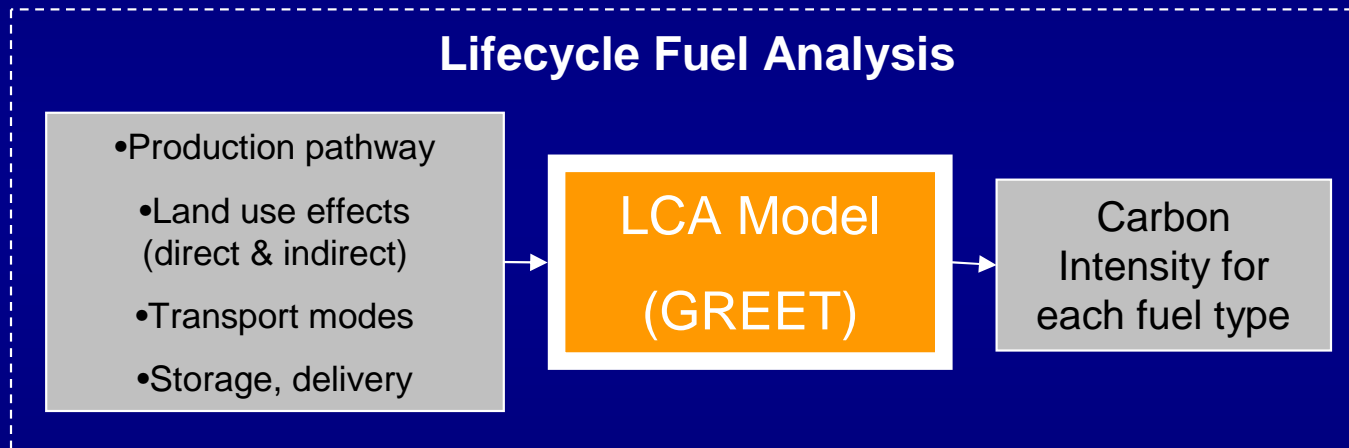 Lifecycle Fuel Analysis
•Production pathway
•Land use effects
(direct & indirect)
•Transport modes
•Storage, delivery
LCA Model
(GREET)
Carbon
Intensity for
each fuel type